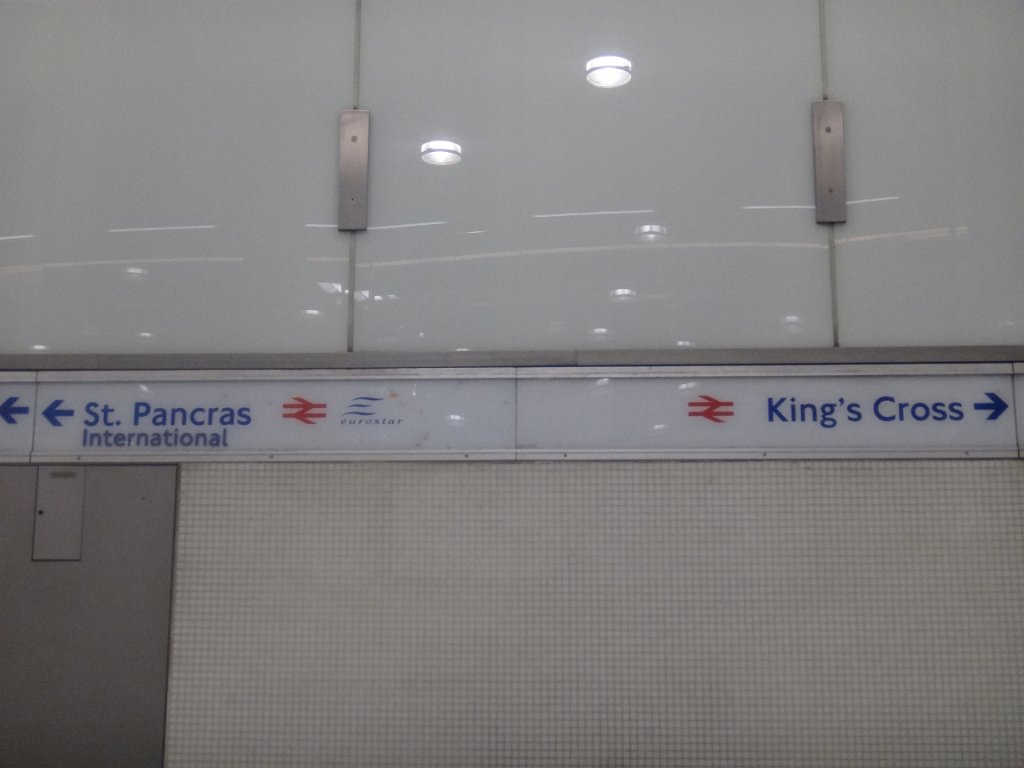 St. Pancras
International
eurostar
King's Cross